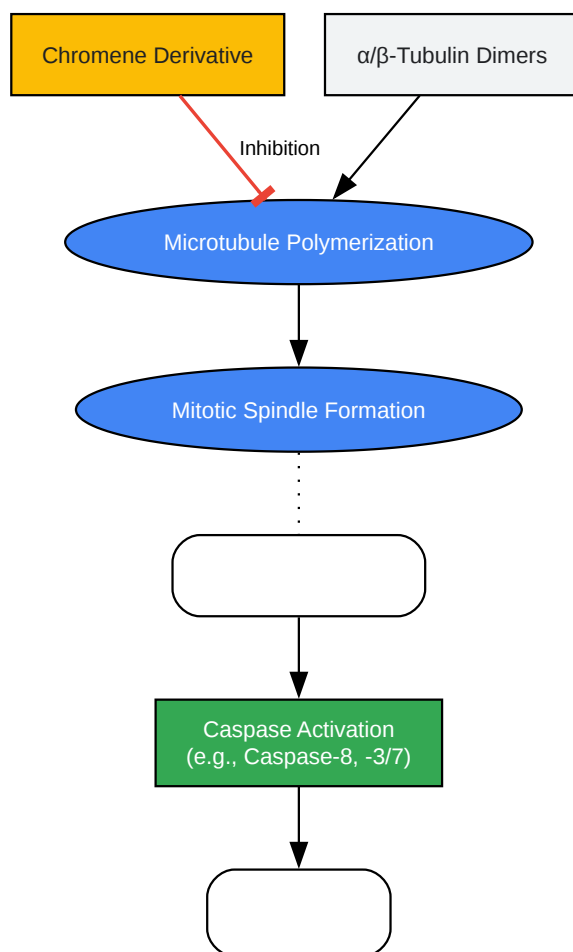 Chromene Derivative
α/β-Tubulin Dimers
Inhibition
Microtubule Polymerization
Mitotic Spindle Formation
Caspase Activation
(e.g., Caspase-8, -3/7)